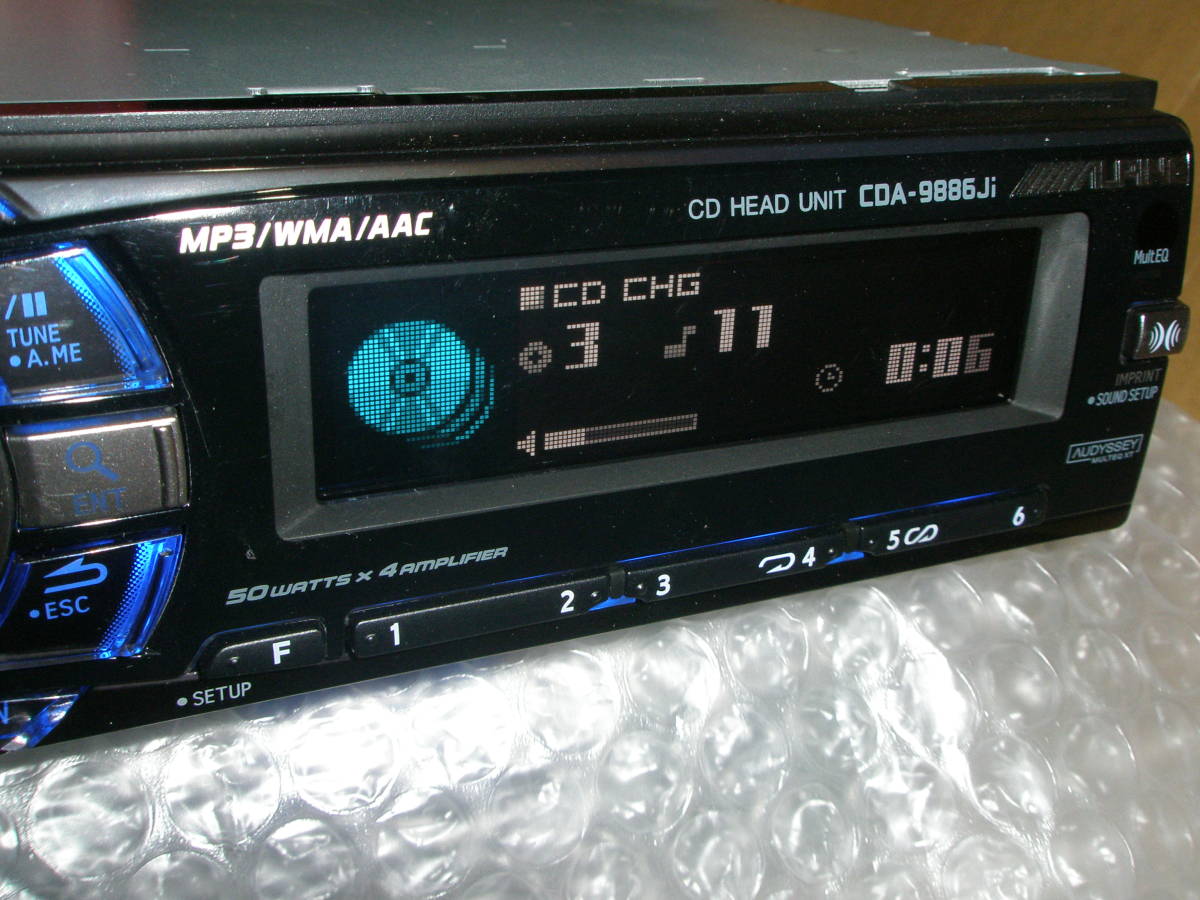 CD HEAD UNIT CDA-9886Ji
MP3/WMA/AAC
MultEQ
CD CHG
3 11
0:06
TUNE
• A.ME
IMPRINT
• SOUND SETUP
AUDYSSEY
MULTEQ XT
ENT
• ESC
50 WATTS x 4 AMPLIFIER
F 1 2 3 4 5 6
• SETUP